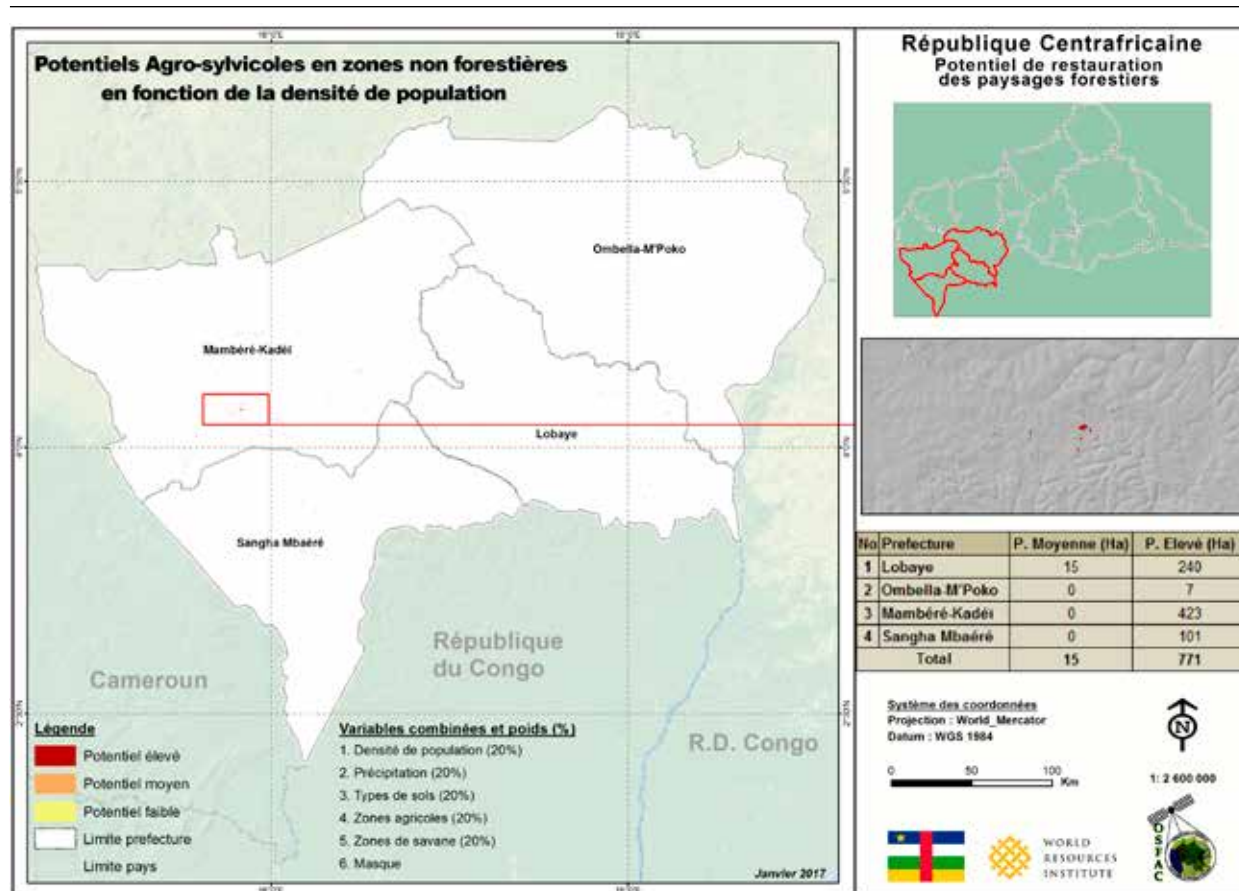 Potentiels Agro-sylvicoles en zones non forestières
en fonction de la densité de population
Ombella-M'Poko
Mambéré-Kadéï
Lobaye
Sangha Mbaéré
République
du Congo
Cameroun
R.D. Congo
Légende
Potentiel élevé
Potentiel moyen
Potentiel faible
Limite prefecture
Limite pays
Variables combinées et poids (%)
1. Densité de population (20%)
2. Précipitation (20%)
3. Types de sols (20%)
4. Zones agricoles (20%)
5. Zones de savane (20%)
6. Masque
Janvier 2017
République Centrafricaine
Potentiel de restauration
des paysages forestiers
No Prefecture P. Moyenne (Ha) P. Elevé (Ha)
1 Lobaye 15 240
2 Ombella-M'Poko 0 7
3 Mambéré-Kadéï 0 423
4 Sangha Mbaéré 0 101
Total 15 771
Système des coordonnées
Projection : World_Mercator
Datum : WGS 1984
N
0 50 100
Km
1: 2 600 000
WORLD
RESOURCES
INSTITUTE
OSFAC